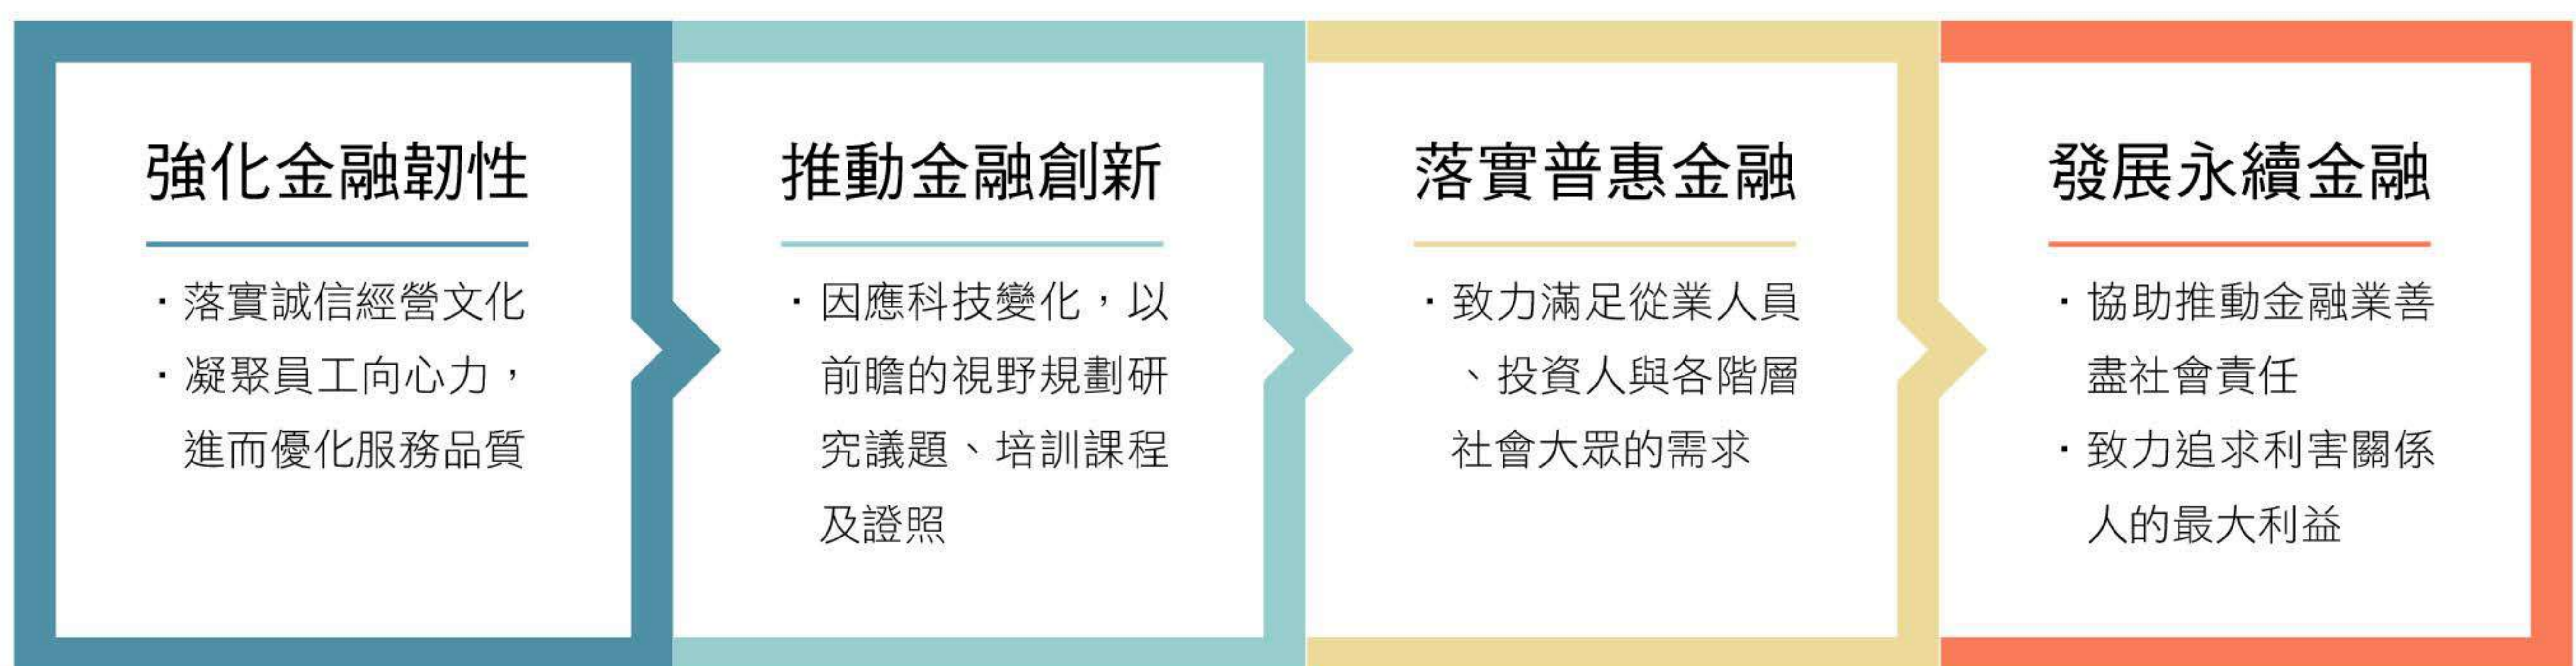 強化金融韌性
・落實誠信經營文化
・凝聚員工向心力，
進而優化服務品質
推動金融創新
・因應科技變化，以
前瞻的視野規劃研
究議題、培訓課程
及證照
落實普惠金融
・致力滿足從業人員
、投資人與各階層
社會大眾的需求
發展永續金融
・協助推動金融業善
盡社會責任
・致力追求利害關係
人的最大利益